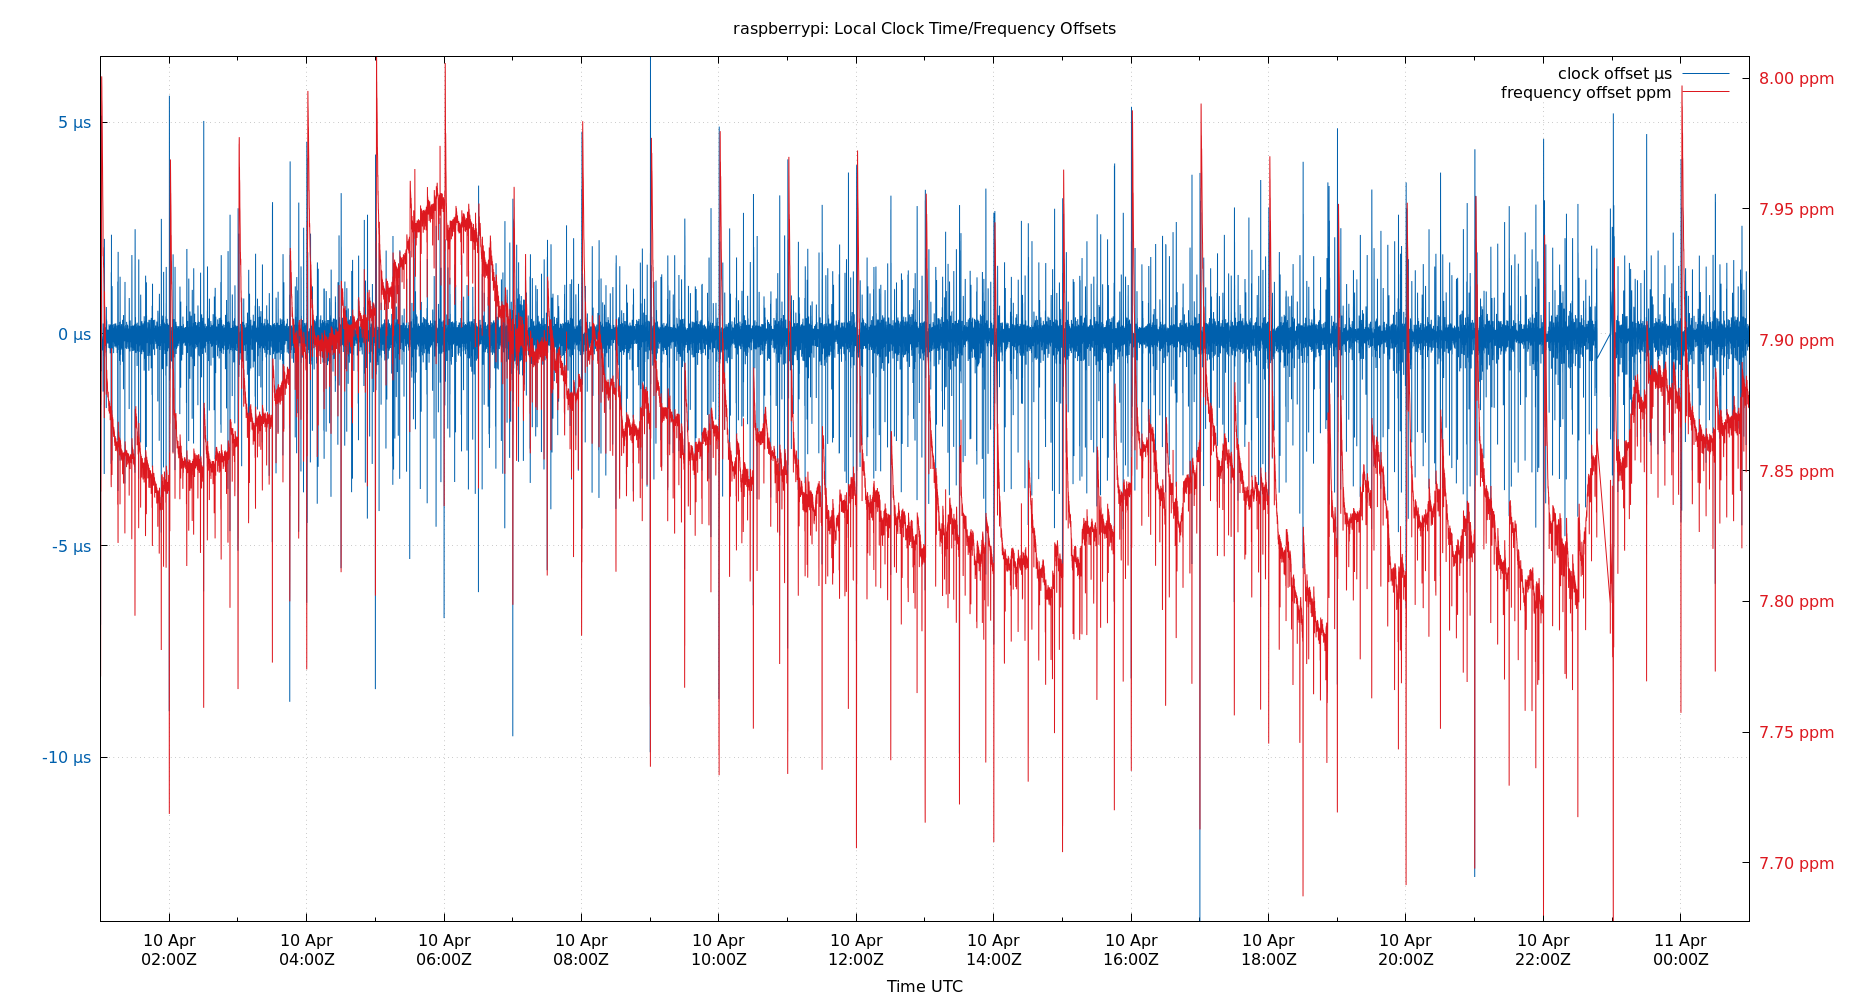 raspberrypi: Local Clock Time/Frequency Offsets
clock offset µs
frequency offset ppm
5 µs
0 µs
-5 µs
-10 µs
8.00 ppm
7.95 ppm
7.90 ppm
7.85 ppm
7.80 ppm
7.75 ppm
7.70 ppm
10 Apr 10 Apr 10 Apr 10 Apr 10 Apr 10 Apr 10 Apr 10 Apr 10 Apr 10 Apr 10 Apr 11 Apr
02:00Z 04:00Z 06:00Z 08:00Z 10:00Z 12:00Z 14:00Z 16:00Z 18:00Z 20:00Z 22:00Z 00:00Z
Time UTC